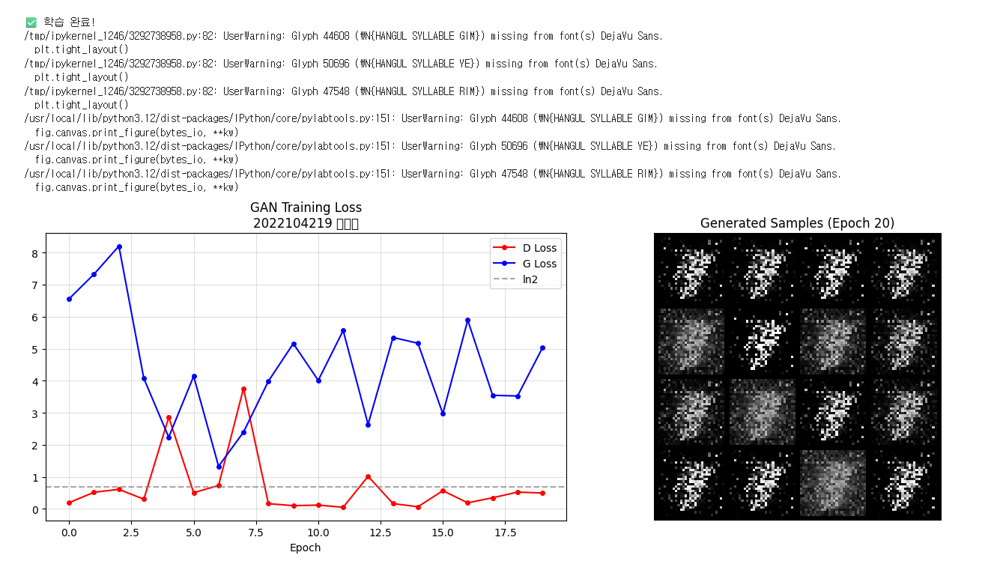 ✅ 학습 완료!
/tmp/ipykernel_1246/3292738958.py:82: UserWarning: Glyph 44608 (₩N{HANGUL SYLLABLE GIM}) missing from font(s) DejaVu Sans.
plt.tight_layout()
/tmp/ipykernel_1246/3292738958.py:82: UserWarning: Glyph 50696 (₩N{HANGUL SYLLABLE YE}) missing from font(s) DejaVu Sans.
plt.tight_layout()
/tmp/ipykernel_1246/3292738958.py:82: UserWarning: Glyph 47548 (₩N{HANGUL SYLLABLE RIM}) missing from font(s) DejaVu Sans.
plt.tight_layout()
/usr/local/lib/python3.12/dist-packages/IPython/core/pylabtools.py:151: UserWarning: Glyph 44608 (₩N{HANGUL SYLLABLE GIM}) missing from font(s) DejaVu Sans.
fig.canvas.print_figure(bytes_io, **kw)
/usr/local/lib/python3.12/dist-packages/IPython/core/pylabtools.py:151: UserWarning: Glyph 50696 (₩N{HANGUL SYLLABLE YE}) missing from font(s) DejaVu Sans.
fig.canvas.print_figure(bytes_io, **kw)
/usr/local/lib/python3.12/dist-packages/IPython/core/pylabtools.py:151: UserWarning: Glyph 47548 (₩N{HANGUL SYLLABLE RIM}) missing from font(s) DejaVu Sans.
fig.canvas.print_figure(bytes_io, **kw)
GAN Training Loss
2022104219 □□□
D Loss
G Loss
ln2
8
7
6
5
4
3
2
1
0
0.0 2.5 5.0 7.5 10.0 12.5 15.0 17.5
Epoch
Generated Samples (Epoch 20)